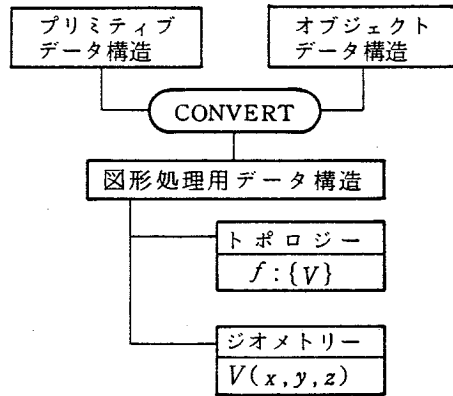 プリミティブ
データ構造
オブジェクト
データ構造
CONVERT
図形処理用データ構造
トポロジー
f : {V}
ジオメトリー
V(x, y, z)